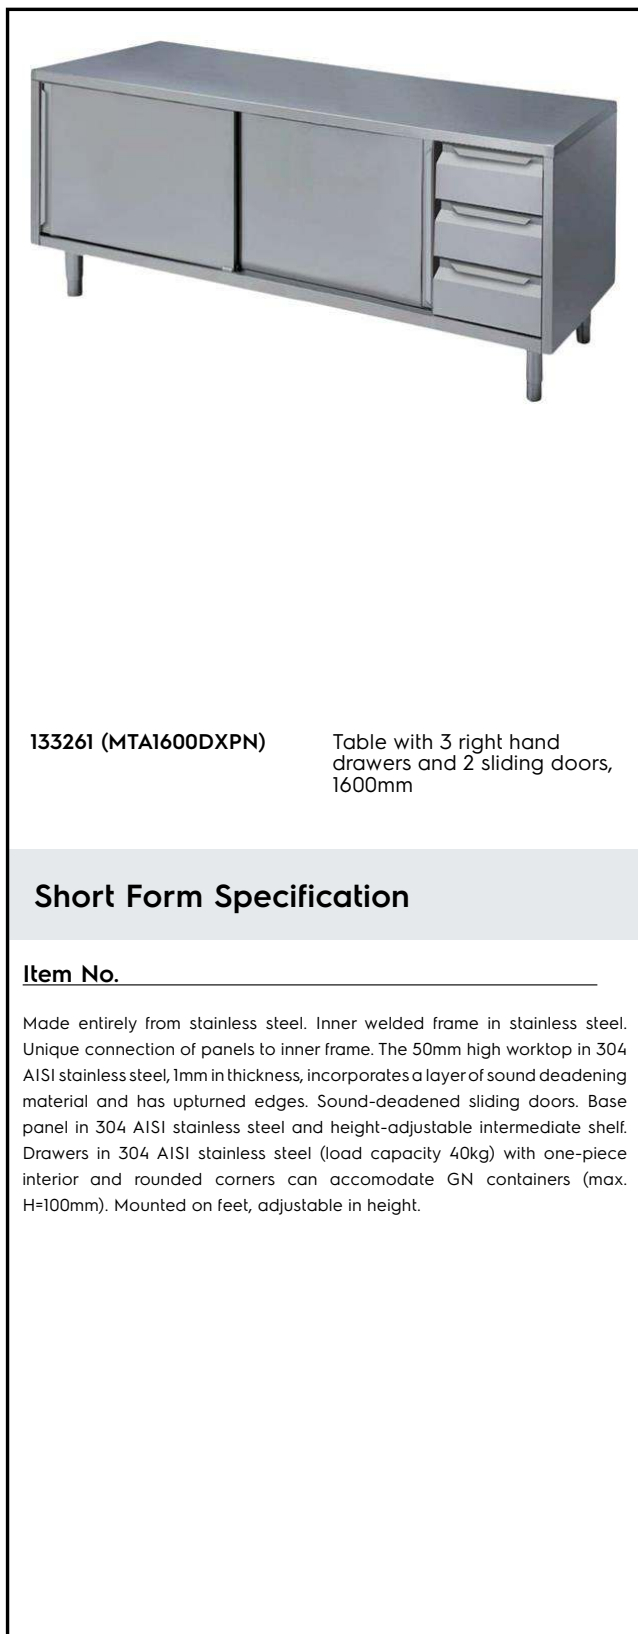 133261 (MTA1600DXPN)
Table with 3 right hand
drawers and 2 sliding doors,
1600mm
Short Form Specification
Item No.
Made entirely from stainless steel. Inner welded frame in stainless steel.
Unique connection of panels to inner frame. The 50mm high worktop in 304
AISI stainless steel, 1mm in thickness, incorporates a layer of sound deadening
material and has upturned edges. Sound-deadened sliding doors. Base
panel in 304 AISI stainless steel and height-adjustable intermediate shelf.
Drawers in 304 AISI stainless steel (load capacity 40kg) with one-piece
interior and rounded corners can accomodate GN containers (max.
H=100mm). Mounted on feet, adjustable in height.